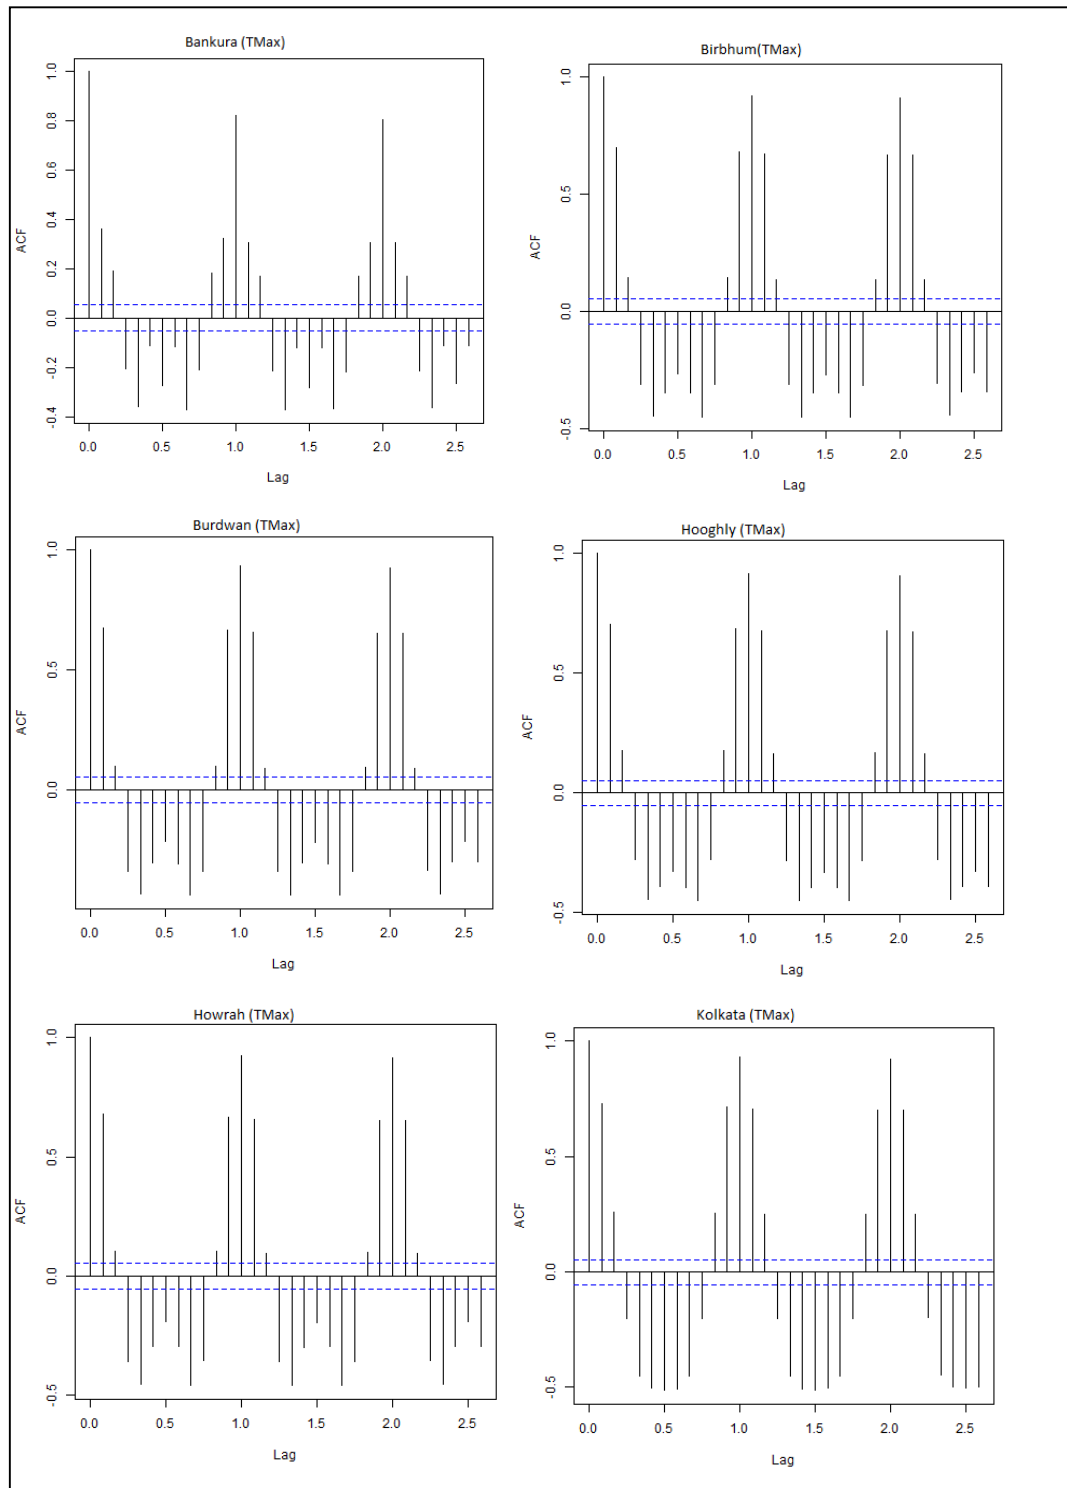 Bankura (TMax)
ACF
1.0
0.8
0.6
0.4
0.2
0.0
-0.2
-0.4
0.0 0.5 1.0 1.5 2.0 2.5
Lag
Birbhum(TMax)
ACF
1.0
0.5
0.0
-0.5
0.0 0.5 1.0 1.5 2.0 2.5
Lag
Burdwan (TMax)
ACF
1.0
0.5
0.0
0.0 0.5 1.0 1.5 2.0 2.5
Lag
Hooghly (TMax)
ACF
1.0
0.5
0.0
-0.5
0.0 0.5 1.0 1.5 2.0 2.5
Lag
Howrah (TMax)
ACF
1.0
0.5
0.0
-0.5
0.0 0.5 1.0 1.5 2.0 2.5
Lag
Kolkata (TMax)
ACF
1.0
0.5
0.0
-0.5
0.0 0.5 1.0 1.5 2.0 2.5
Lag